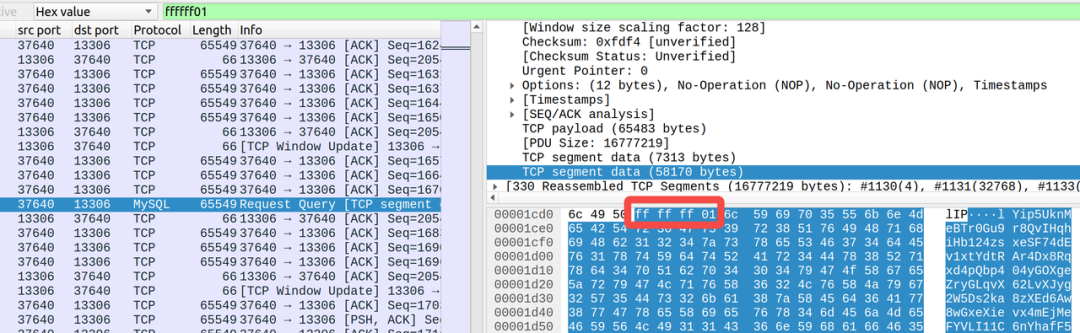 ive Hex value ffffff01
src port dst port Protocol Length Info
37640 13306 TCP 65549 37640 → 13306 [ACK] Seq=162
13306 37640 TCP 66 13306 → 37640 [ACK] Seq=205
37640 13306 TCP 65549 37640 → 13306 [ACK] Seq=163
37640 13306 TCP 65549 37640 → 13306 [ACK] Seq=163
37640 13306 TCP 65549 37640 → 13306 [ACK] Seq=164
37640 13306 TCP 65549 37640 → 13306 [ACK] Seq=165
13306 37640 TCP 66 13306 → 37640 [ACK] Seq=205
13306 37640 TCP 66 [TCP Window Update] 13306 →
37640 13306 TCP 65549 37640 → 13306 [ACK] Seq=165
37640 13306 TCP 65549 37640 → 13306 [ACK] Seq=166
37640 13306 TCP 65549 37640 → 13306 [ACK] Seq=167
37640 13306 MySQL 65549 Request Query [TCP segment
37640 13306 TCP 65549 37640 → 13306 [ACK] Seq=168
13306 37640 TCP 66 13306 → 37640 [ACK] Seq=205
37640 13306 TCP 65549 37640 → 13306 [ACK] Seq=169
37640 13306 TCP 65549 37640 → 13306 [ACK] Seq=169
13306 37640 TCP 66 13306 → 37640 [ACK] Seq=205
13306 37640 TCP 66 [TCP Window Update] 13306 →
37640 13306 TCP 65549 37640 → 13306 [ACK] Seq=170
37640 13306 TCP 65549 37640 → 13306 [PSH, ACK] Seq=
37640 13306 TCP 65549 37640 → 13306 [ACK] Seq=171
[Window size scaling factor: 128]
Checksum: 0xfdf4 [unverified]
[Checksum Status: Unverified]
Urgent Pointer: 0
Options: (12 bytes), No-Operation (NOP), No-Operation (NOP), Timestamps
[Timestamps]
[SEQ/ACK analysis]
TCP payload (65483 bytes)
[PDU Size: 16777219]
TCP segment data (7313 bytes)
TCP segment data (58170 bytes)
[330 Reassembled TCP Segments (16777219 bytes): #1130(4), #1131(32768), #1133(
00001cd0 6c 49 50 ff ff ff 01 6c 59 69 70 35 55 6b 6e 4d lIP····l Yip5UknM
00001ce0 65 42 54 72 38 51 76 49 48 71 68 eBTr0Gu9 r8QvIHqh
00001cf0 69 48 62 31 32 34 7a 73 78 65 53 46 37 34 64 45 iHb124zs xeSF74dE
00001d00 76 31 78 74 59 64 74 52 41 72 34 44 78 38 52 71 v1xtYdtR Ar4Dx8Rq
00001d10 78 64 34 70 51 62 70 34 30 34 79 47 4f 58 67 65 xd4pQbp4 04yGOXge
00001d20 5a 72 79 47 4c 71 76 58 36 32 4c 76 58 4a 79 67 ZryGLqvX 62LvXJyg
00001d30 32 57 35 44 73 32 6b 61 38 7a 58 45 64 36 41 77 2W5Ds2ka 8zXEd6Aw
00001d40 38 77 47 78 65 58 69 65 76 78 34 6d 45 6a 4d 65 8wGxeXie vx4mEjMe
00001d50 46 59 56 4c 49 31 31 43 36 6e 59 68 61 66 46 35 FYVLI11C 6nYhafF5